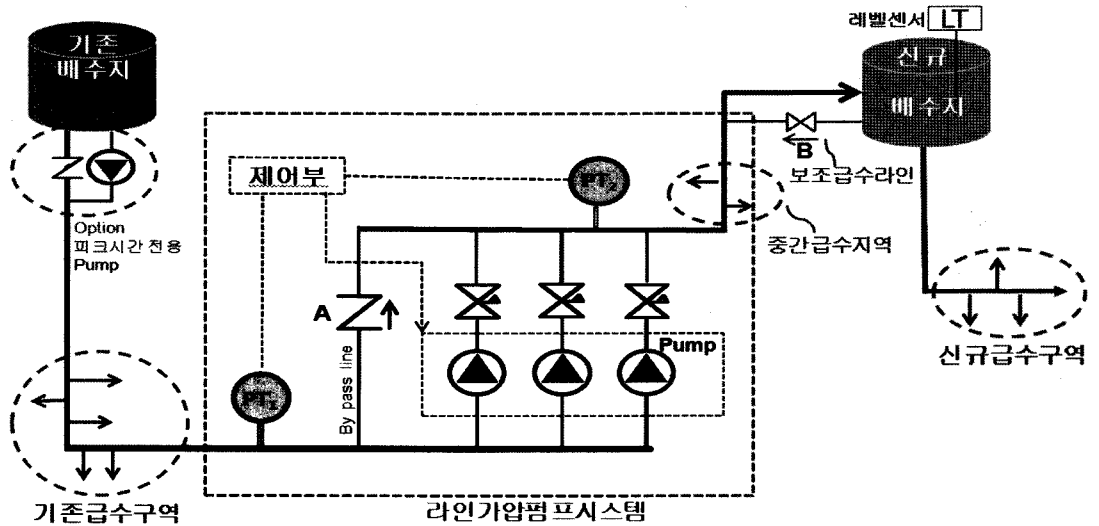 레벨센서 LT
기존
배수지
신규
배수지
제어부
PT₂
B
보조급수라인
Option
피크시간 전용
Pump
중간급수지역
A
By pass line
Pump
PT₁
신규급수구역
기존급수구역
라인가압펌프시스템